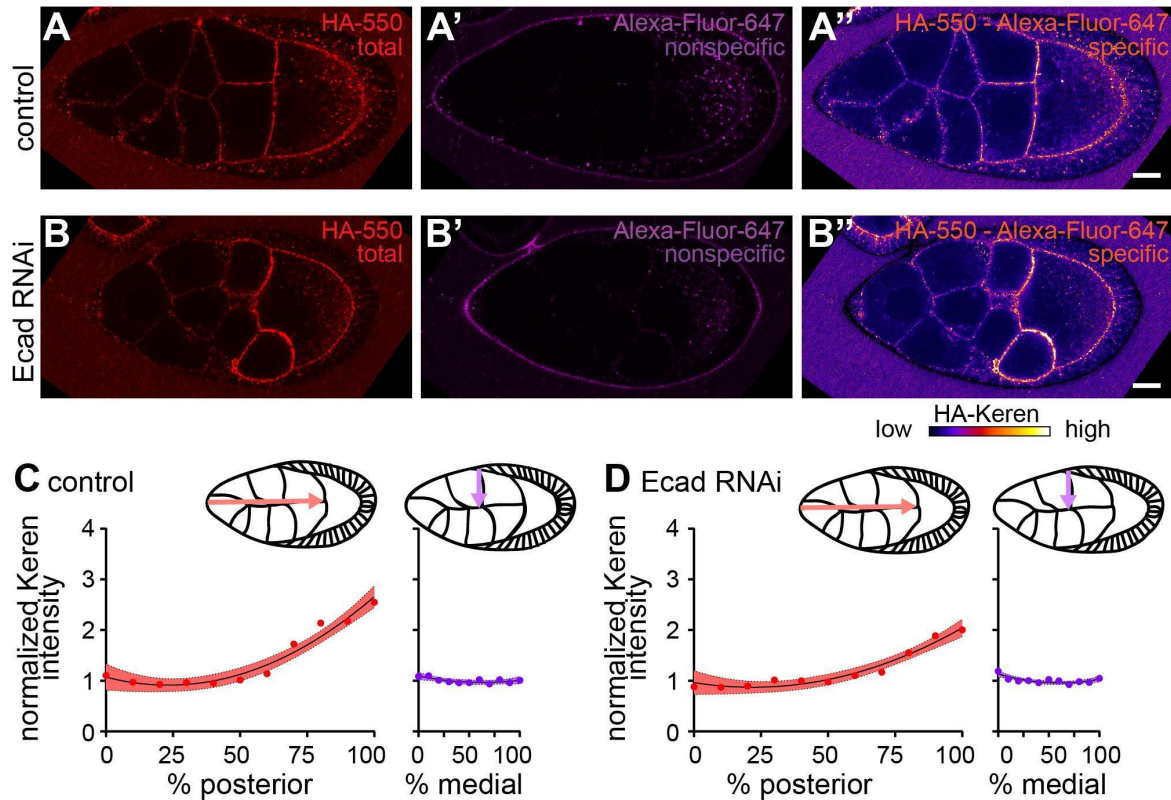 A
HA-550
total
A'
Alexa-Fluor-647
nonspecific
A''
HA-550 - Alexa-Fluor-647
specific
control
B
HA-550
total
B'
Alexa-Fluor-647
nonspecific
B''
HA-550 - Alexa-Fluor-647
specific
Ecad RNAi
HA-Keren
low
high
C control
normalized Keren
intensity
4
3
2
1
0
0 25 50 75 100
% posterior
0 50 100
% medial
D Ecad RNAi
normalized Keren
intensity
4
3
2
1
0
0 25 50 75 100
% posterior
0 50 100
% medial